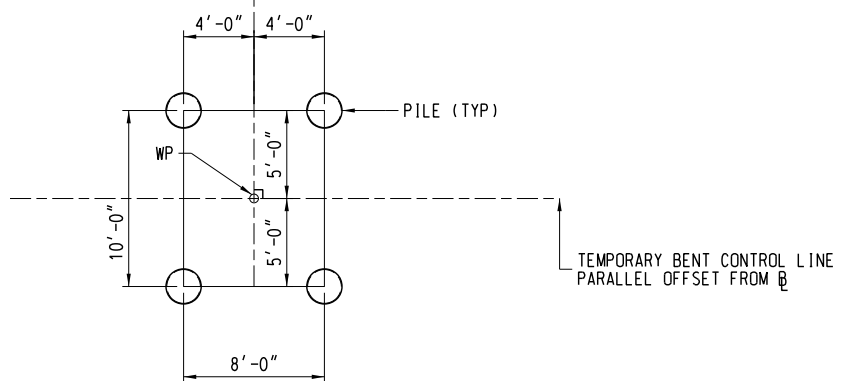 4'-0" 4'-0"
PILE (TYP)
WP
5'-0"
10'-0"
5'-0"
TEMPORARY BENT CONTROL LINE
PARALLEL OFFSET FROM BL
8'-0"